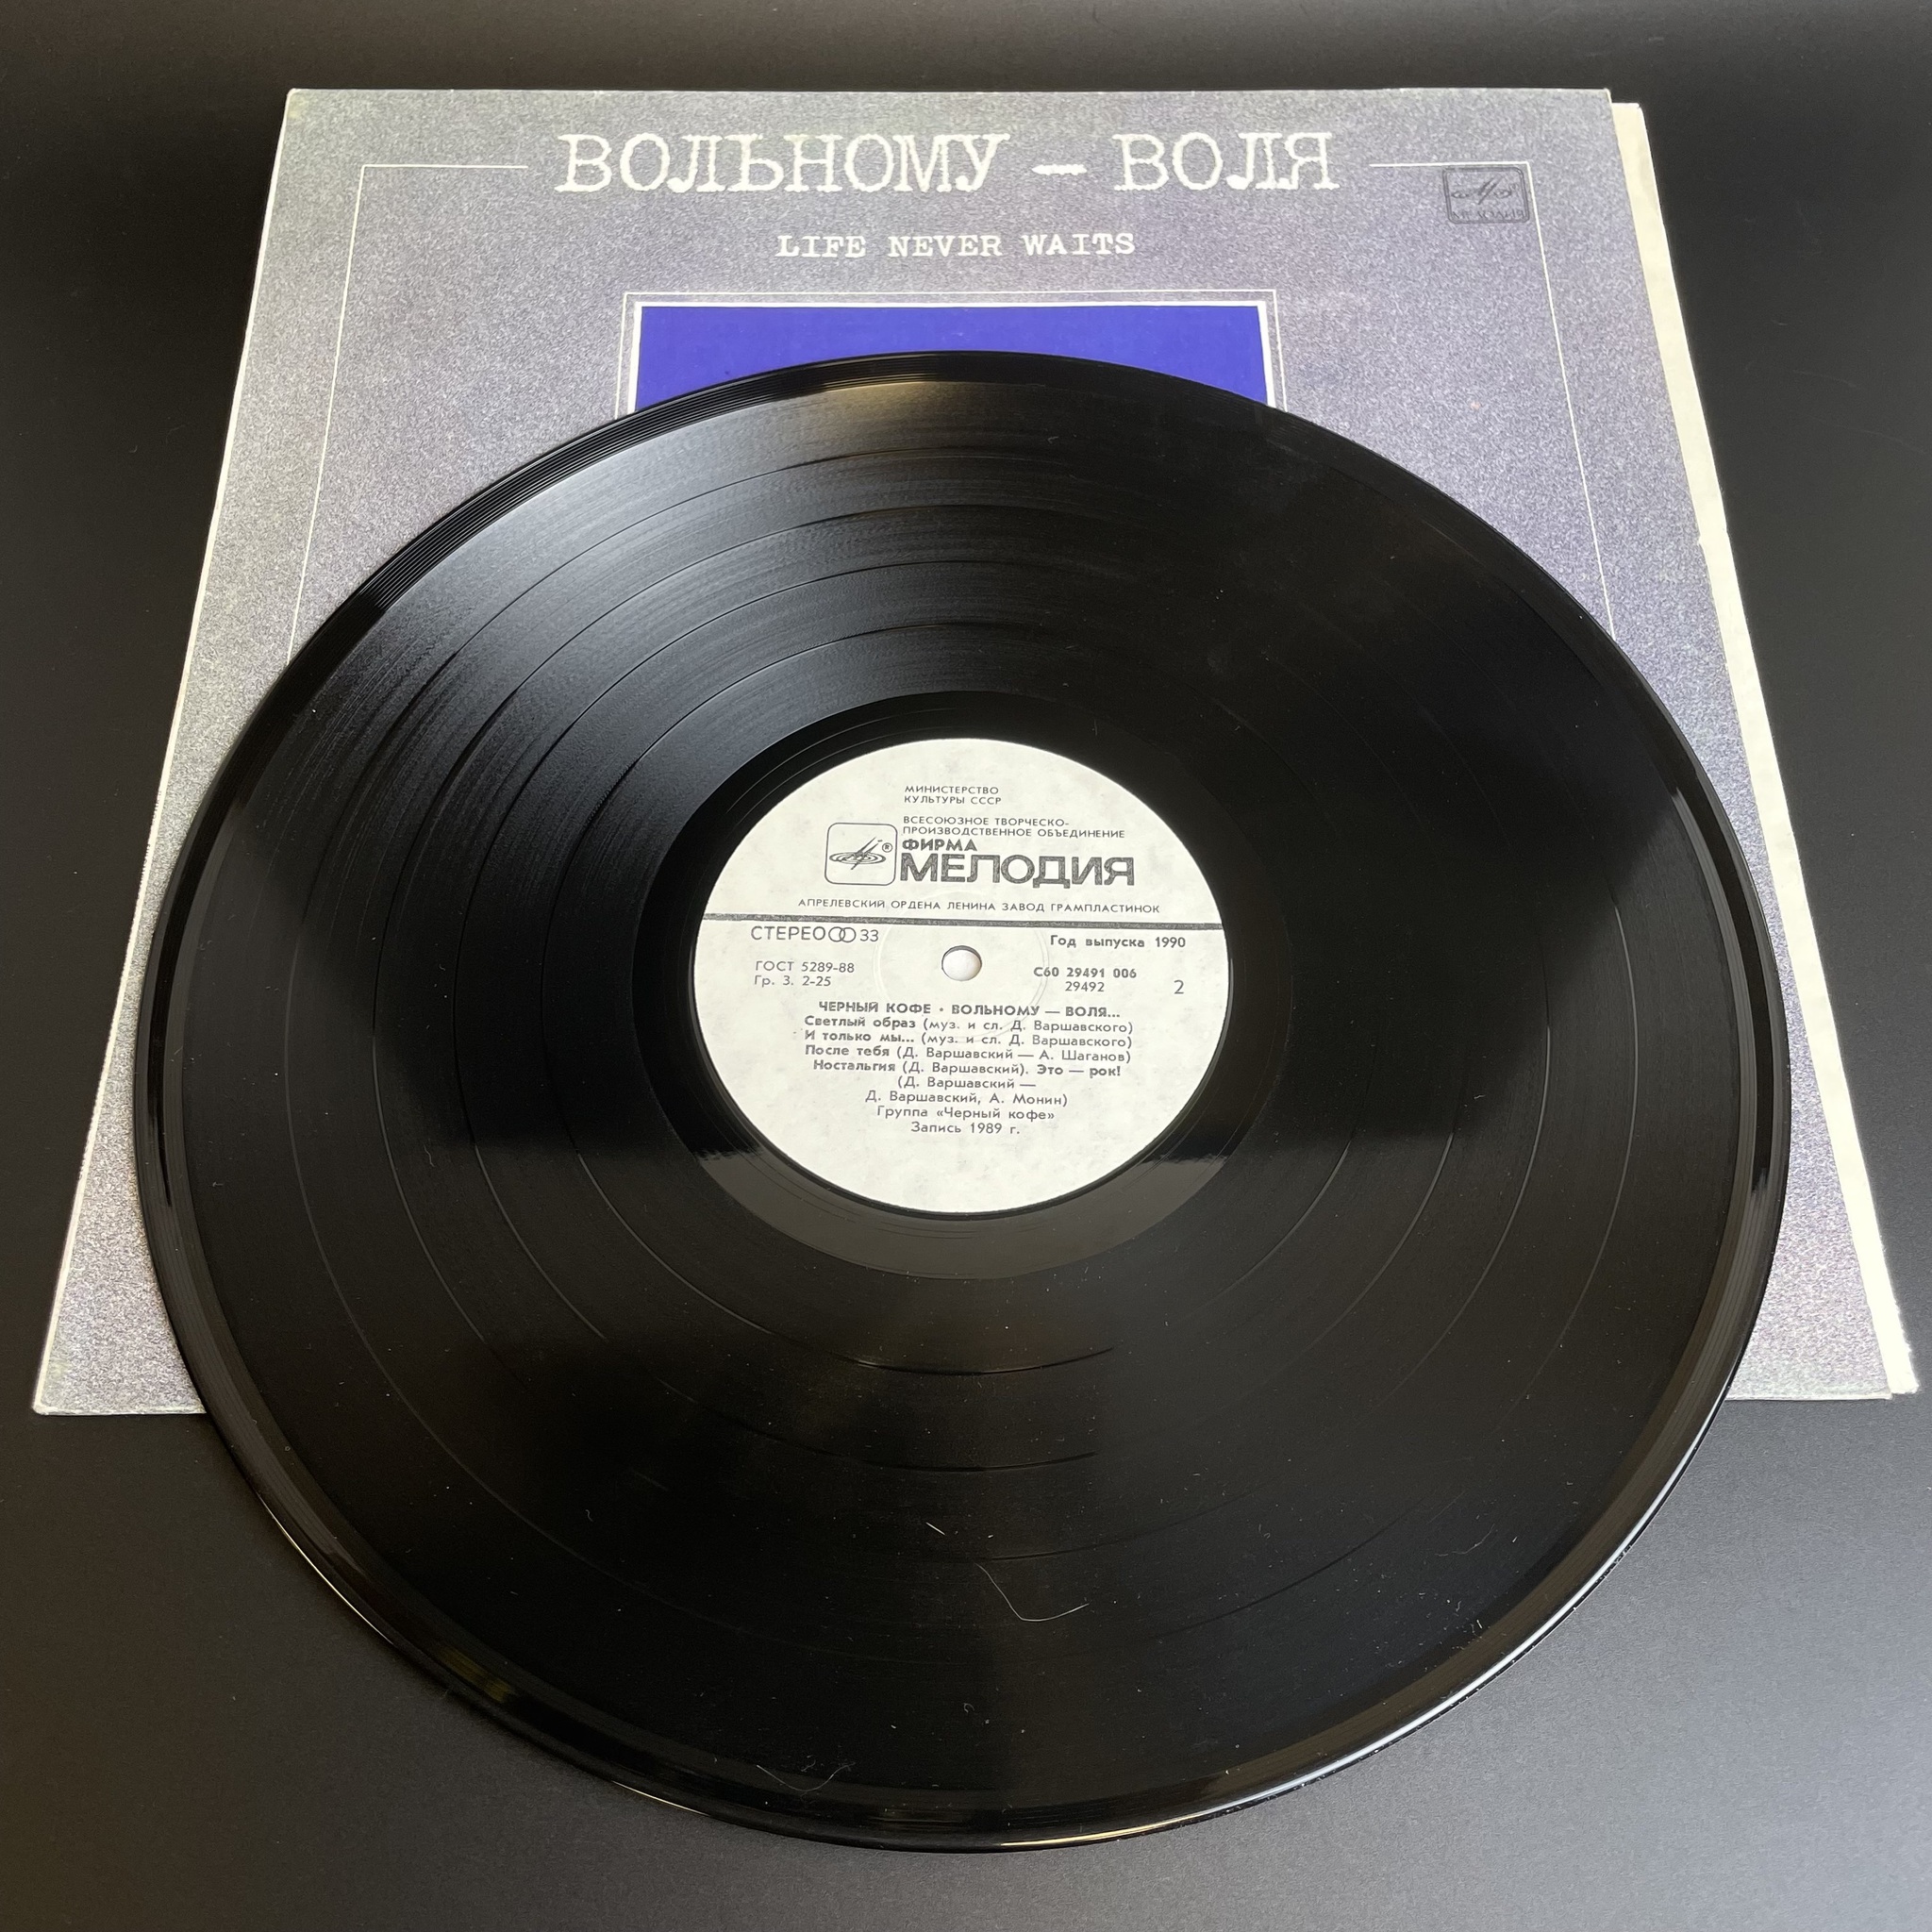 ВОЛЬНОМУ — ВОЛЯ
МЕЛОДИЯ
LIFE NEVER WAITS
МИНИСТЕРСТВО
КУЛЬТУРЫ СССР
ВСЕСОЮЗНОЕ ТВОРЧЕСКО-
ПРОИЗВОДСТВЕННОЕ ОБЪЕДИНЕНИЕ
® ФИРМА
МЕЛОДИЯ
АПРЕЛЕВСКИЙ ОРДЕНА ЛЕНИНА ЗАВОД ГРАМПЛАСТИНОК
СТЕРЕО 33
Год выпуска 1990
ГОСТ 5289-88
Гр. 3. 2-25
С60 29491 006
29492
2
ЧЕРНЫЙ КОФЕ • ВОЛЬНОМУ — ВОЛЯ...
Светлый образ (муз. и сл. Д. Варшавского)
И только мы... (муз. и сл. Д. Варшавского)
После тебя (Д. Варшавский — А. Шаганов)
Ностальгия (Д. Варшавский). Это — рок!
(Д. Варшавский —
Д. Варшавский, А. Монин)
Группа «Черный кофе»
Запись 1989 г.